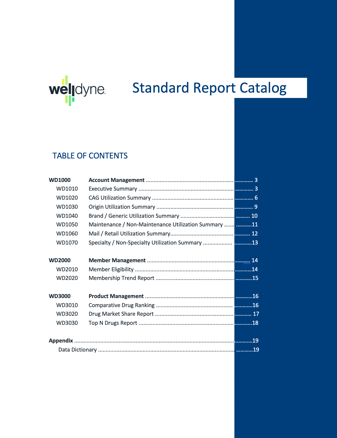 welldyne.
Standard Report Catalog
TABLE OF CONTENTS
WD1000 Account Management 3
WD1010 Executive Summary 3
WD1020 CAG Utilization Summary 6
WD1030 Origin Utilization Summary 9
WD1040 Brand / Generic Utilization Summary 10
WD1050 Maintenance / Non-Maintenance Utilization Summary 11
WD1060 Mail / Retail Utilization Summary 12
WD1070 Specialty / Non-Specialty Utilization Summary 13
WD2000 Member Management 14
WD2010 Member Eligibility 14
WD2020 Membership Trend Report 15
WD3000 Product Management 16
WD3010 Comparative Drug Ranking 16
WD3020 Drug Market Share Report 17
WD3030 Top N Drugs Report 18
Appendix 19
Data Dictionary 19